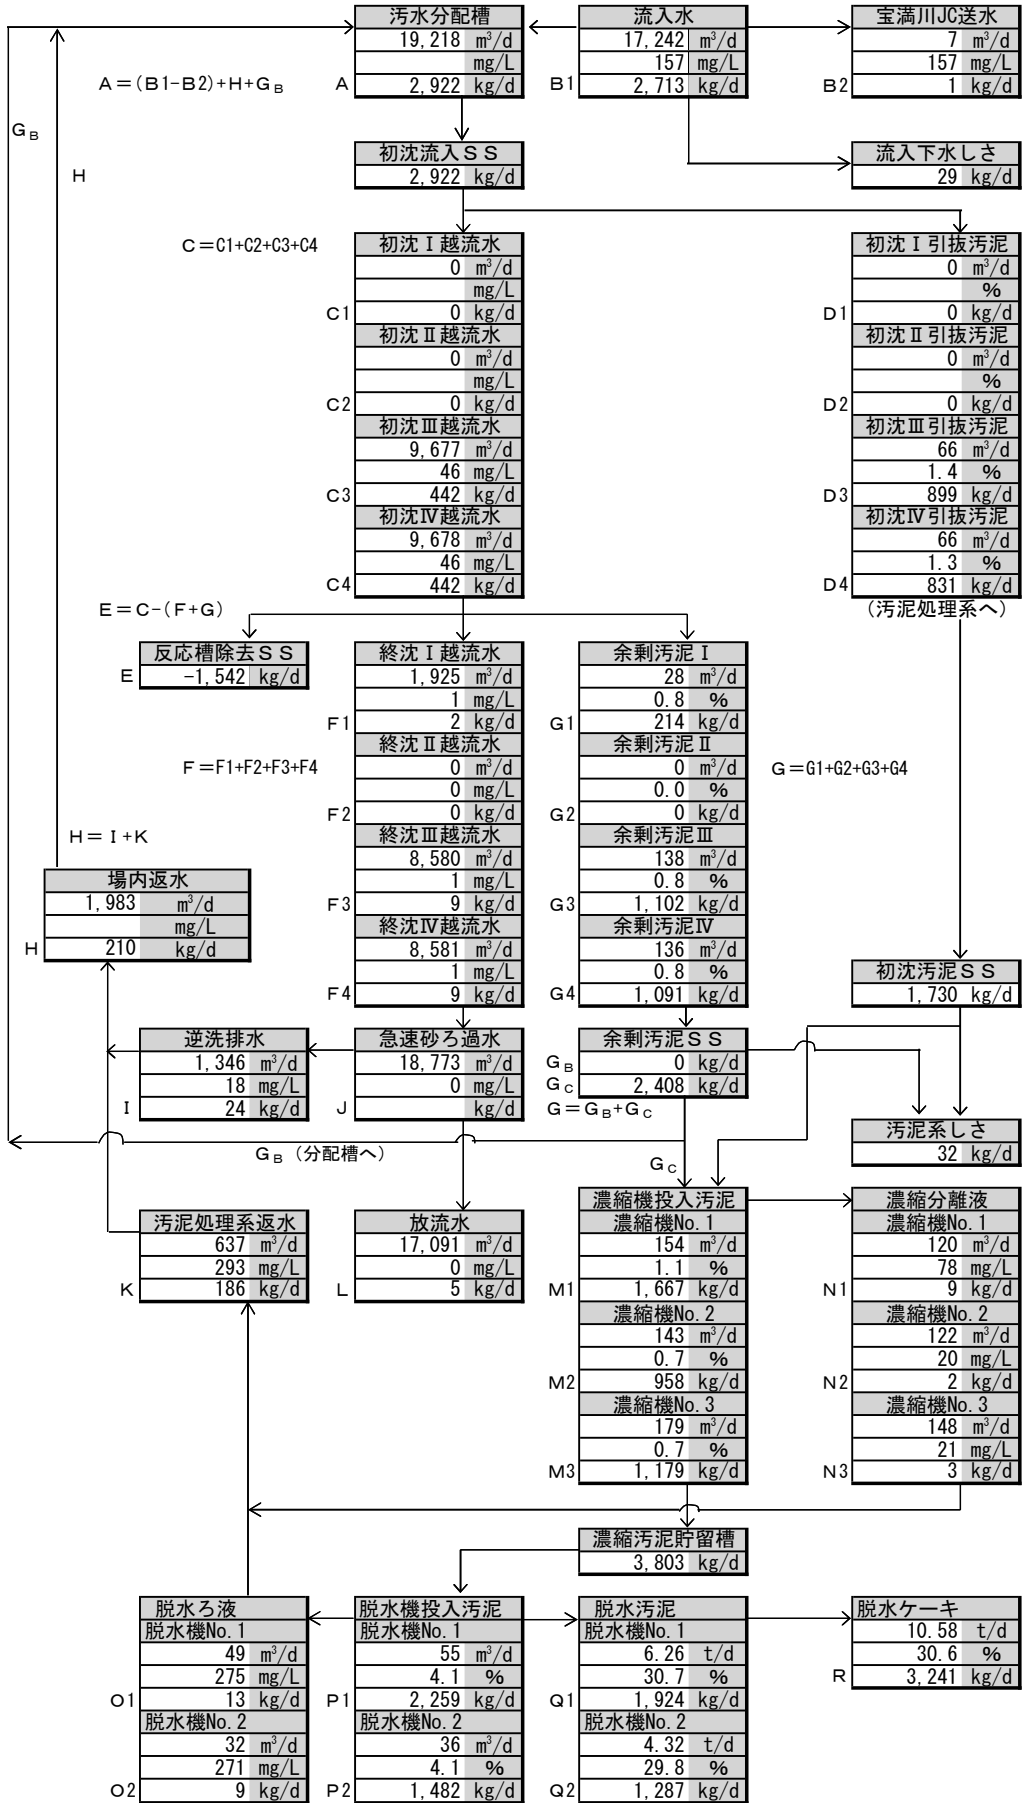 汚水分配槽
19,218 m³/d
mg/L
A 2,922 kg/d
流入水
17,242 m³/d
157 mg/L
B1 2,713 kg/d
宝満川JC送水
7 m³/d
157 mg/L
B2 1 kg/d
A=(B1-B2)+H+GB
GB
H
初沈流入SS
2,922 kg/d
流入下水しさ
29 kg/d
C=C1+C2+C3+C4
初沈Ⅰ越流水
0 m³/d
mg/L
C1 0 kg/d
初沈Ⅱ越流水
0 m³/d
mg/L
C2 0 kg/d
初沈Ⅲ越流水
9,677 m³/d
46 mg/L
C3 442 kg/d
初沈Ⅳ越流水
9,678 m³/d
46 mg/L
C4 442 kg/d
初沈Ⅰ引抜汚泥
0 m³/d
%
D1 0 kg/d
初沈Ⅱ引抜汚泥
0 m³/d
%
D2 0 kg/d
初沈Ⅲ引抜汚泥
66 m³/d
1.4 %
D3 899 kg/d
初沈Ⅳ引抜汚泥
66 m³/d
1.3 %
D4 831 kg/d
(汚泥処理系へ)
E=C-(F+G)
反応槽除去SS
E -1,542 kg/d
終沈Ⅰ越流水
1,925 m³/d
1 mg/L
F1 2 kg/d
F=F1+F2+F3+F4
終沈Ⅱ越流水
0 m³/d
0 mg/L
F2 0 kg/d
終沈Ⅲ越流水
8,580 m³/d
1 mg/L
F3 9 kg/d
終沈Ⅳ越流水
8,581 m³/d
1 mg/L
F4 9 kg/d
余剰汚泥Ⅰ
28 m³/d
0.8 %
G1 214 kg/d
余剰汚泥Ⅱ
0 m³/d
0.0 %
G2 0 kg/d
余剰汚泥Ⅲ
138 m³/d
0.8 %
G3 1,102 kg/d
余剰汚泥Ⅳ
136 m³/d
0.8 %
G4 1,091 kg/d
G=G1+G2+G3+G4
H=I+K
場内返水
1,983 m³/d
mg/L
H 210 kg/d
初沈汚泥SS
1,730 kg/d
逆洗排水
1,346 m³/d
18 mg/L
I 24 kg/d
急速砂ろ過水
18,773 m³/d
0 mg/L
J kg/d
余剰汚泥SS
GB 0 kg/d
GC 2,408 kg/d
G=GB+GC
汚泥系しさ
32 kg/d
GB (分配槽へ)
GC
汚泥処理系返水
637 m³/d
293 mg/L
K 186 kg/d
放流水
17,091 m³/d
0 mg/L
L 5 kg/d
濃縮機投入汚泥
濃縮機No.1
154 m³/d
1.1 %
M1 1,667 kg/d
濃縮機No.2
143 m³/d
0.7 %
M2 958 kg/d
濃縮機No.3
179 m³/d
0.7 %
M3 1,179 kg/d
濃縮分離液
濃縮機No.1
120 m³/d
78 mg/L
N1 9 kg/d
濃縮機No.2
122 m³/d
20 mg/L
N2 2 kg/d
濃縮機No.3
148 m³/d
21 mg/L
N3 3 kg/d
濃縮汚泥貯留槽
3,803 kg/d
脱水ろ液
脱水機No.1
49 m³/d
275 mg/L
O1 13 kg/d
脱水機No.2
32 m³/d
271 mg/L
O2 9 kg/d
脱水機投入汚泥
脱水機No.1
55 m³/d
4.1 %
P1 2,259 kg/d
脱水機No.2
36 m³/d
4.1 %
P2 1,482 kg/d
脱水汚泥
脱水機No.1
6.26 t/d
30.7 %
Q1 1,924 kg/d
脱水機No.2
4.32 t/d
29.8 %
Q2 1,287 kg/d
脱水ケーキ
10.58 t/d
30.6 %
R 3,241 kg/d